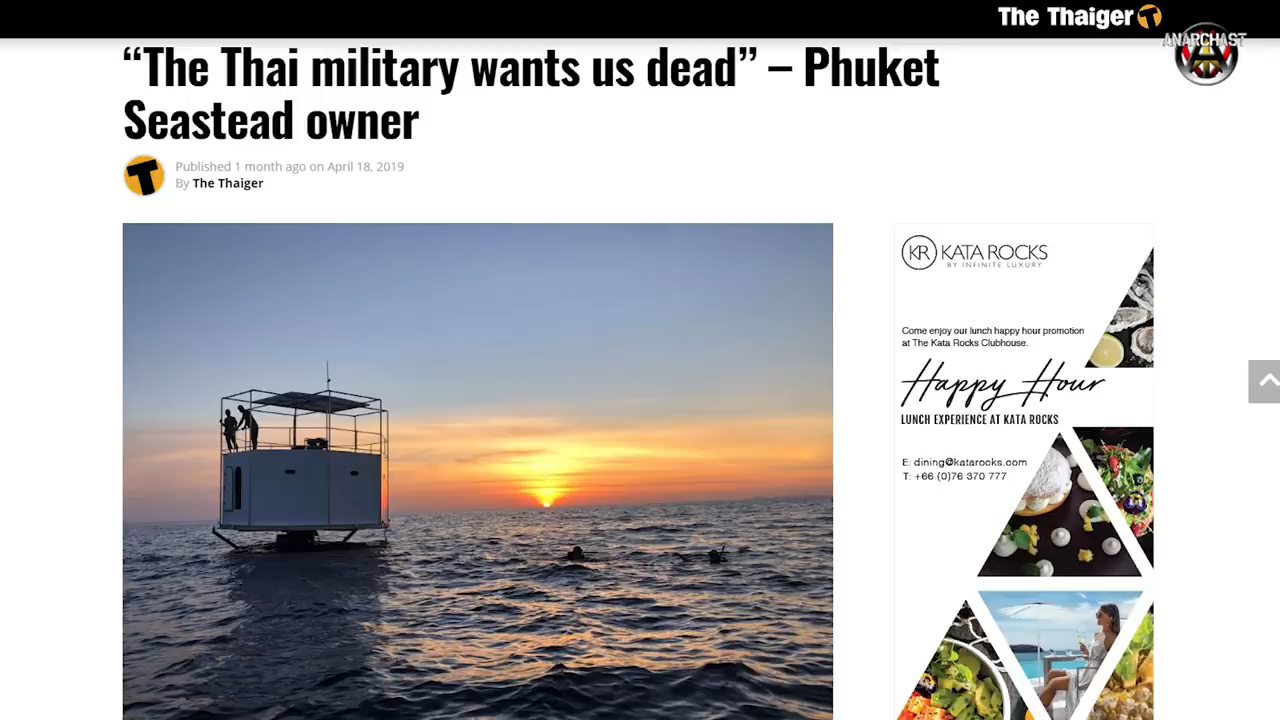 The Thaiger
ANARCHAST
“The Thai military wants us dead” – Phuket
Seastead owner
Published 1 month ago on April 18, 2019
By The Thaiger
KR KATA ROCKS
BY INFINITE LUXURY
Come enjoy our lunch happy hour promotion
at The Kata Rocks Clubhouse.
Happy Hour
LUNCH EXPERIENCE AT KATA ROCKS
E: dining@katarocks.com
T: +66 (0)76 370 777